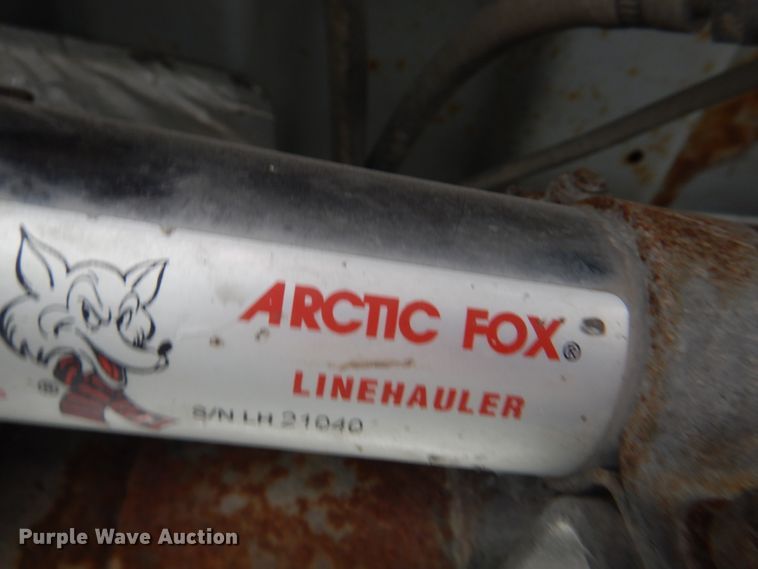 ARCTIC FOX®
LINEHAULER
S/N LH 21040
®
Purple Wave Auction®